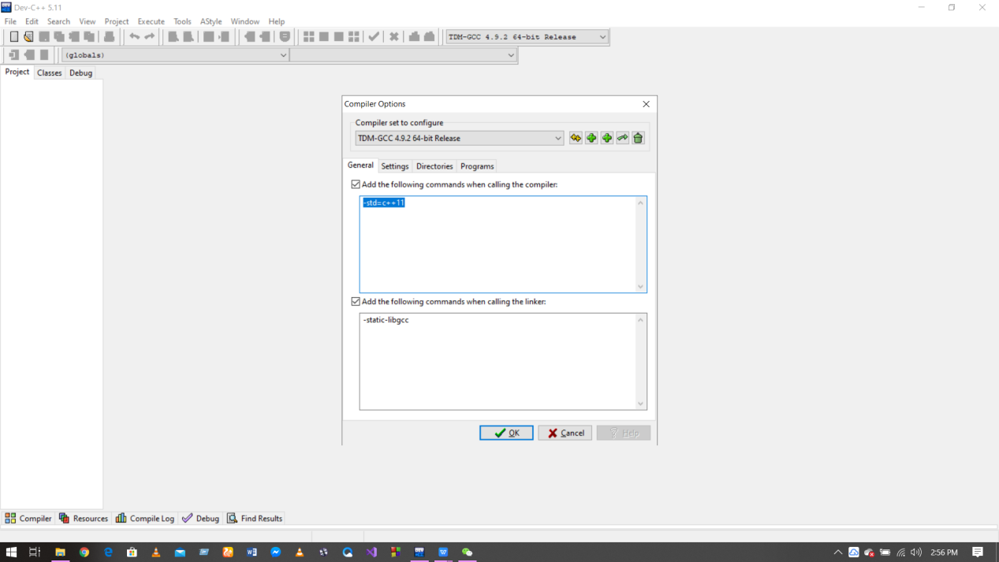 Dev-C++ 5.11
File Edit Search View Project Execute Tools AStyle Window Help
TDM-GCC 4.9.2 64-bit Release
(globals)
Project Classes Debug
Compiler Options
Compiler set to configure
TDM-GCC 4.9.2 64-bit Release
General Settings Directories Programs
Add the following commands when calling the compiler:
-std=c++11
Add the following commands when calling the linker:
-static-libgcc
OK Cancel Help
Compiler Resources Compile Log Debug Find Results
2:56 PM